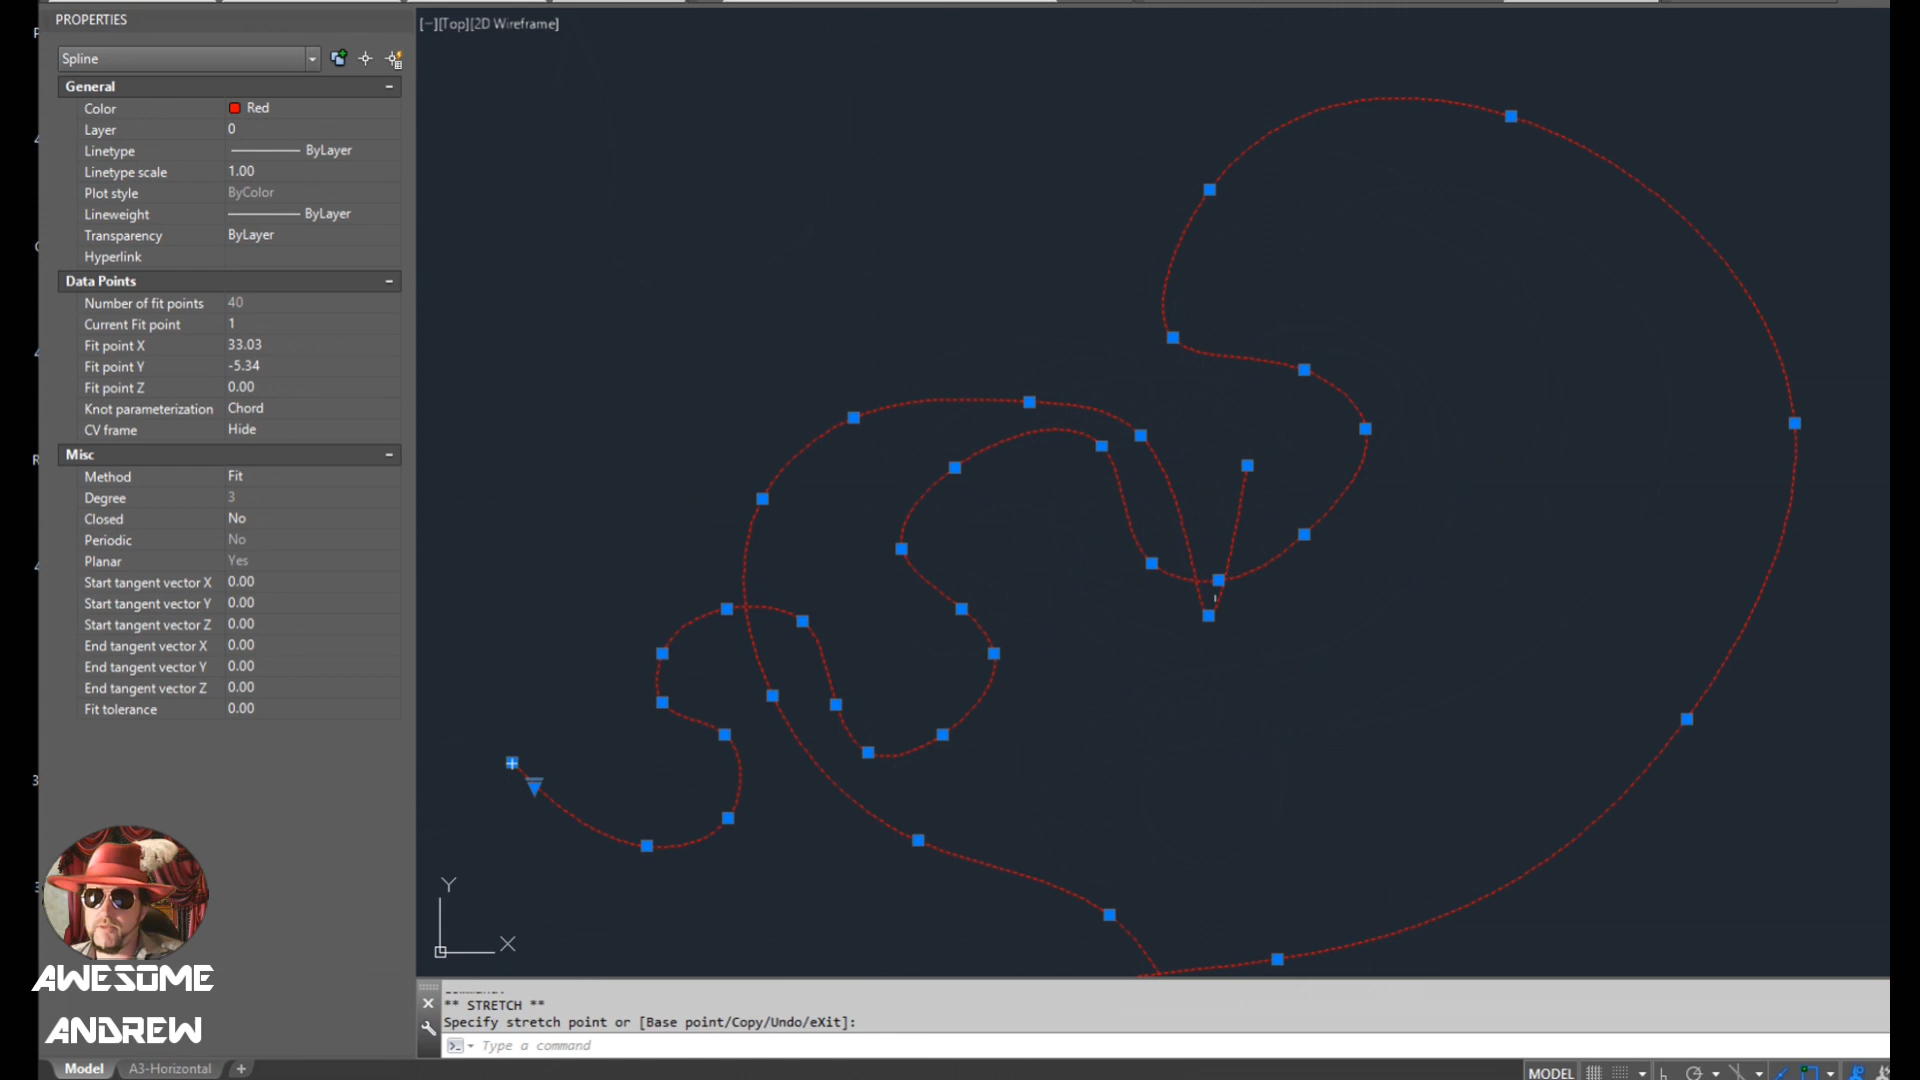 PROPERTIES
[−][Top][2D Wireframe]
Spline
General
Color Red
Layer 0
Linetype ByLayer
Linetype scale 1.00
Plot style ByColor
Lineweight ByLayer
Transparency ByLayer
Hyperlink
Data Points
Number of fit points 40
Current Fit point 1
Fit point X 33.03
Fit point Y -5.34
Fit point Z 0.00
Knot parameterization Chord
CV frame Hide
Misc
Method Fit
Degree 3
Closed No
Periodic No
Planar Yes
Start tangent vector X 0.00
Start tangent vector Y 0.00
Start tangent vector Z 0.00
End tangent vector X 0.00
End tangent vector Y 0.00
End tangent vector Z 0.00
Fit tolerance 0.00
Y
X
AWESOME
ANDREW
** STRETCH **
Specify stretch point or [Base point/Copy/Undo/eXit]:
Type a command
Model A3-Horizontal +
MODEL